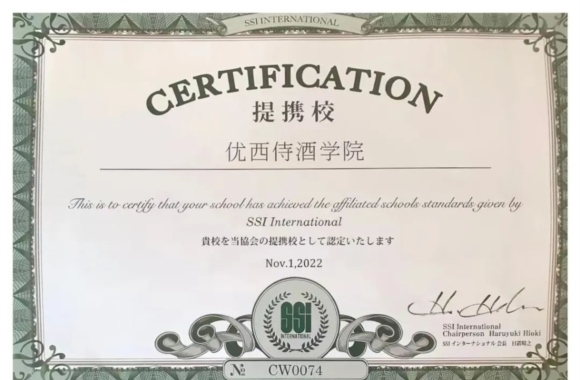 SSI INTERNATIONAL
CERTIFICATION
提携校
优西侍酒学院
This is to certify that your school has achieved the affiliated schools standards given by
SSI International
貴校を当協会の提携校として認定いたします
Nov.1,2022
SSI
INTERNATIONAL
SSI International
Chairperson Haruyuki Hioki
SSI インターナショナル 会長 日置晴之
№ CW0074